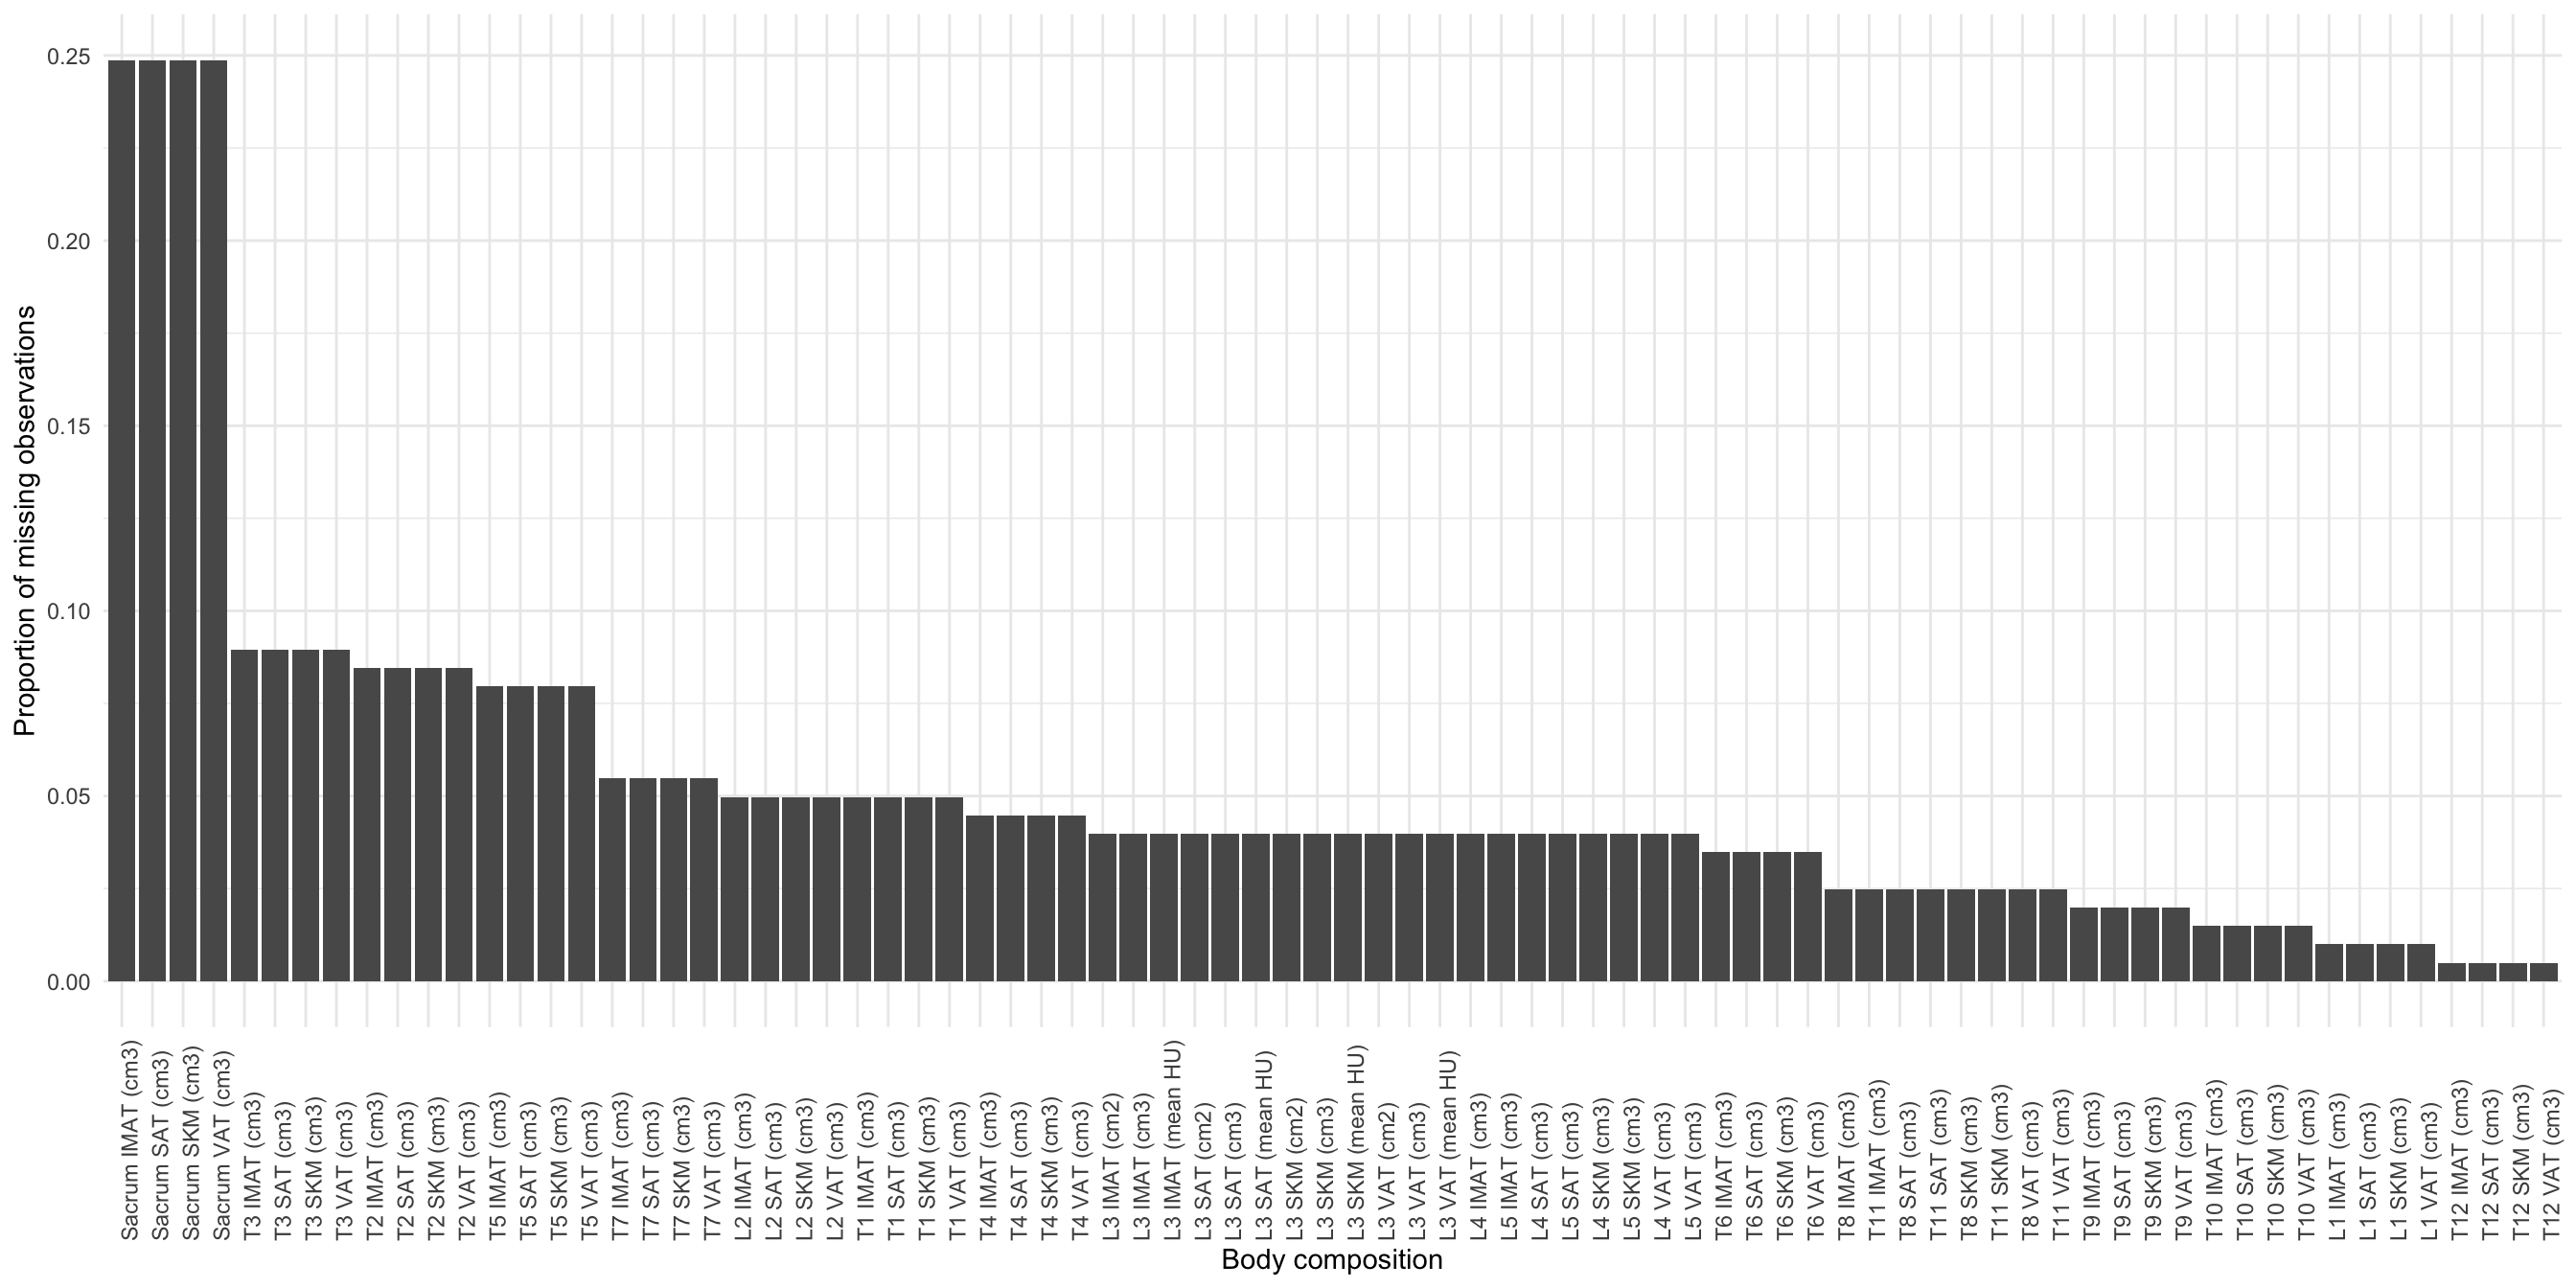 Proportion of missing observations
0.25
0.20
0.15
0.10
0.05
0.00
Sacrum IMAT (cm3)
Sacrum SAT (cm3)
Sacrum SKM (cm3)
Sacrum VAT (cm3)
T3 IMAT (cm3)
T3 SAT (cm3)
T3 SKM (cm3)
T3 VAT (cm3)
T2 IMAT (cm3)
T2 SAT (cm3)
T2 SKM (cm3)
T2 VAT (cm3)
T5 IMAT (cm3)
T5 SAT (cm3)
T5 SKM (cm3)
T5 VAT (cm3)
T7 IMAT (cm3)
T7 SAT (cm3)
T7 SKM (cm3)
T7 VAT (cm3)
L2 IMAT (cm3)
L2 SAT (cm3)
L2 SKM (cm3)
L2 VAT (cm3)
T1 IMAT (cm3)
T1 SAT (cm3)
T1 SKM (cm3)
T1 VAT (cm3)
T4 IMAT (cm3)
T4 SAT (cm3)
T4 SKM (cm3)
T4 VAT (cm3)
L3 IMAT (cm2)
L3 IMAT (cm3)
L3 IMAT (mean HU)
L3 SAT (cm2)
L3 SAT (cm3)
L3 SAT (mean HU)
L3 SKM (cm2)
L3 SKM (cm3)
L3 SKM (mean HU)
L3 VAT (cm2)
L3 VAT (cm3)
L3 VAT (mean HU)
L4 IMAT (cm3)
L5 IMAT (cm3)
L4 SAT (cm3)
L5 SAT (cm3)
L4 SKM (cm3)
L5 SKM (cm3)
L4 VAT (cm3)
L5 VAT (cm3)
T6 IMAT (cm3)
T6 SAT (cm3)
T6 SKM (cm3)
T6 VAT (cm3)
T8 IMAT (cm3)
T11 IMAT (cm3)
T8 SAT (cm3)
T11 SAT (cm3)
T8 SKM (cm3)
T11 SKM (cm3)
T8 VAT (cm3)
T11 VAT (cm3)
T9 IMAT (cm3)
T9 SAT (cm3)
T9 SKM (cm3)
T9 VAT (cm3)
T10 IMAT (cm3)
T10 SAT (cm3)
T10 SKM (cm3)
T10 VAT (cm3)
L1 IMAT (cm3)
L1 SAT (cm3)
L1 SKM (cm3)
L1 VAT (cm3)
T12 IMAT (cm3)
T12 SAT (cm3)
T12 SKM (cm3)
T12 VAT (cm3)
Body composition